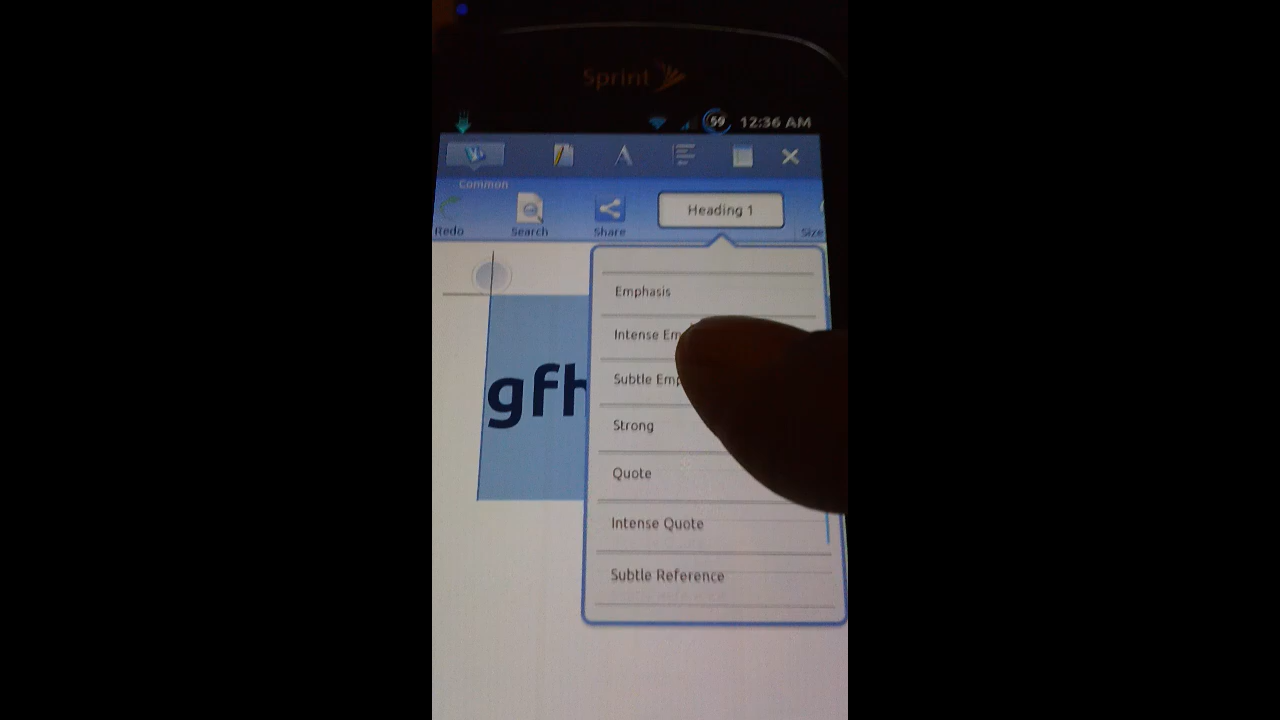 Sprint
59 12:36 AM
Common
Heading 1
Redo Search Share Size
Emphasis
Intense Em
gfh
Subtle Emp
Strong
Quote
Intense Quote
Subtle Reference